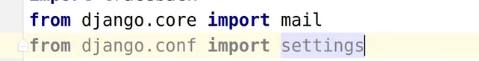 from django.core import mail
from django.conf import settings